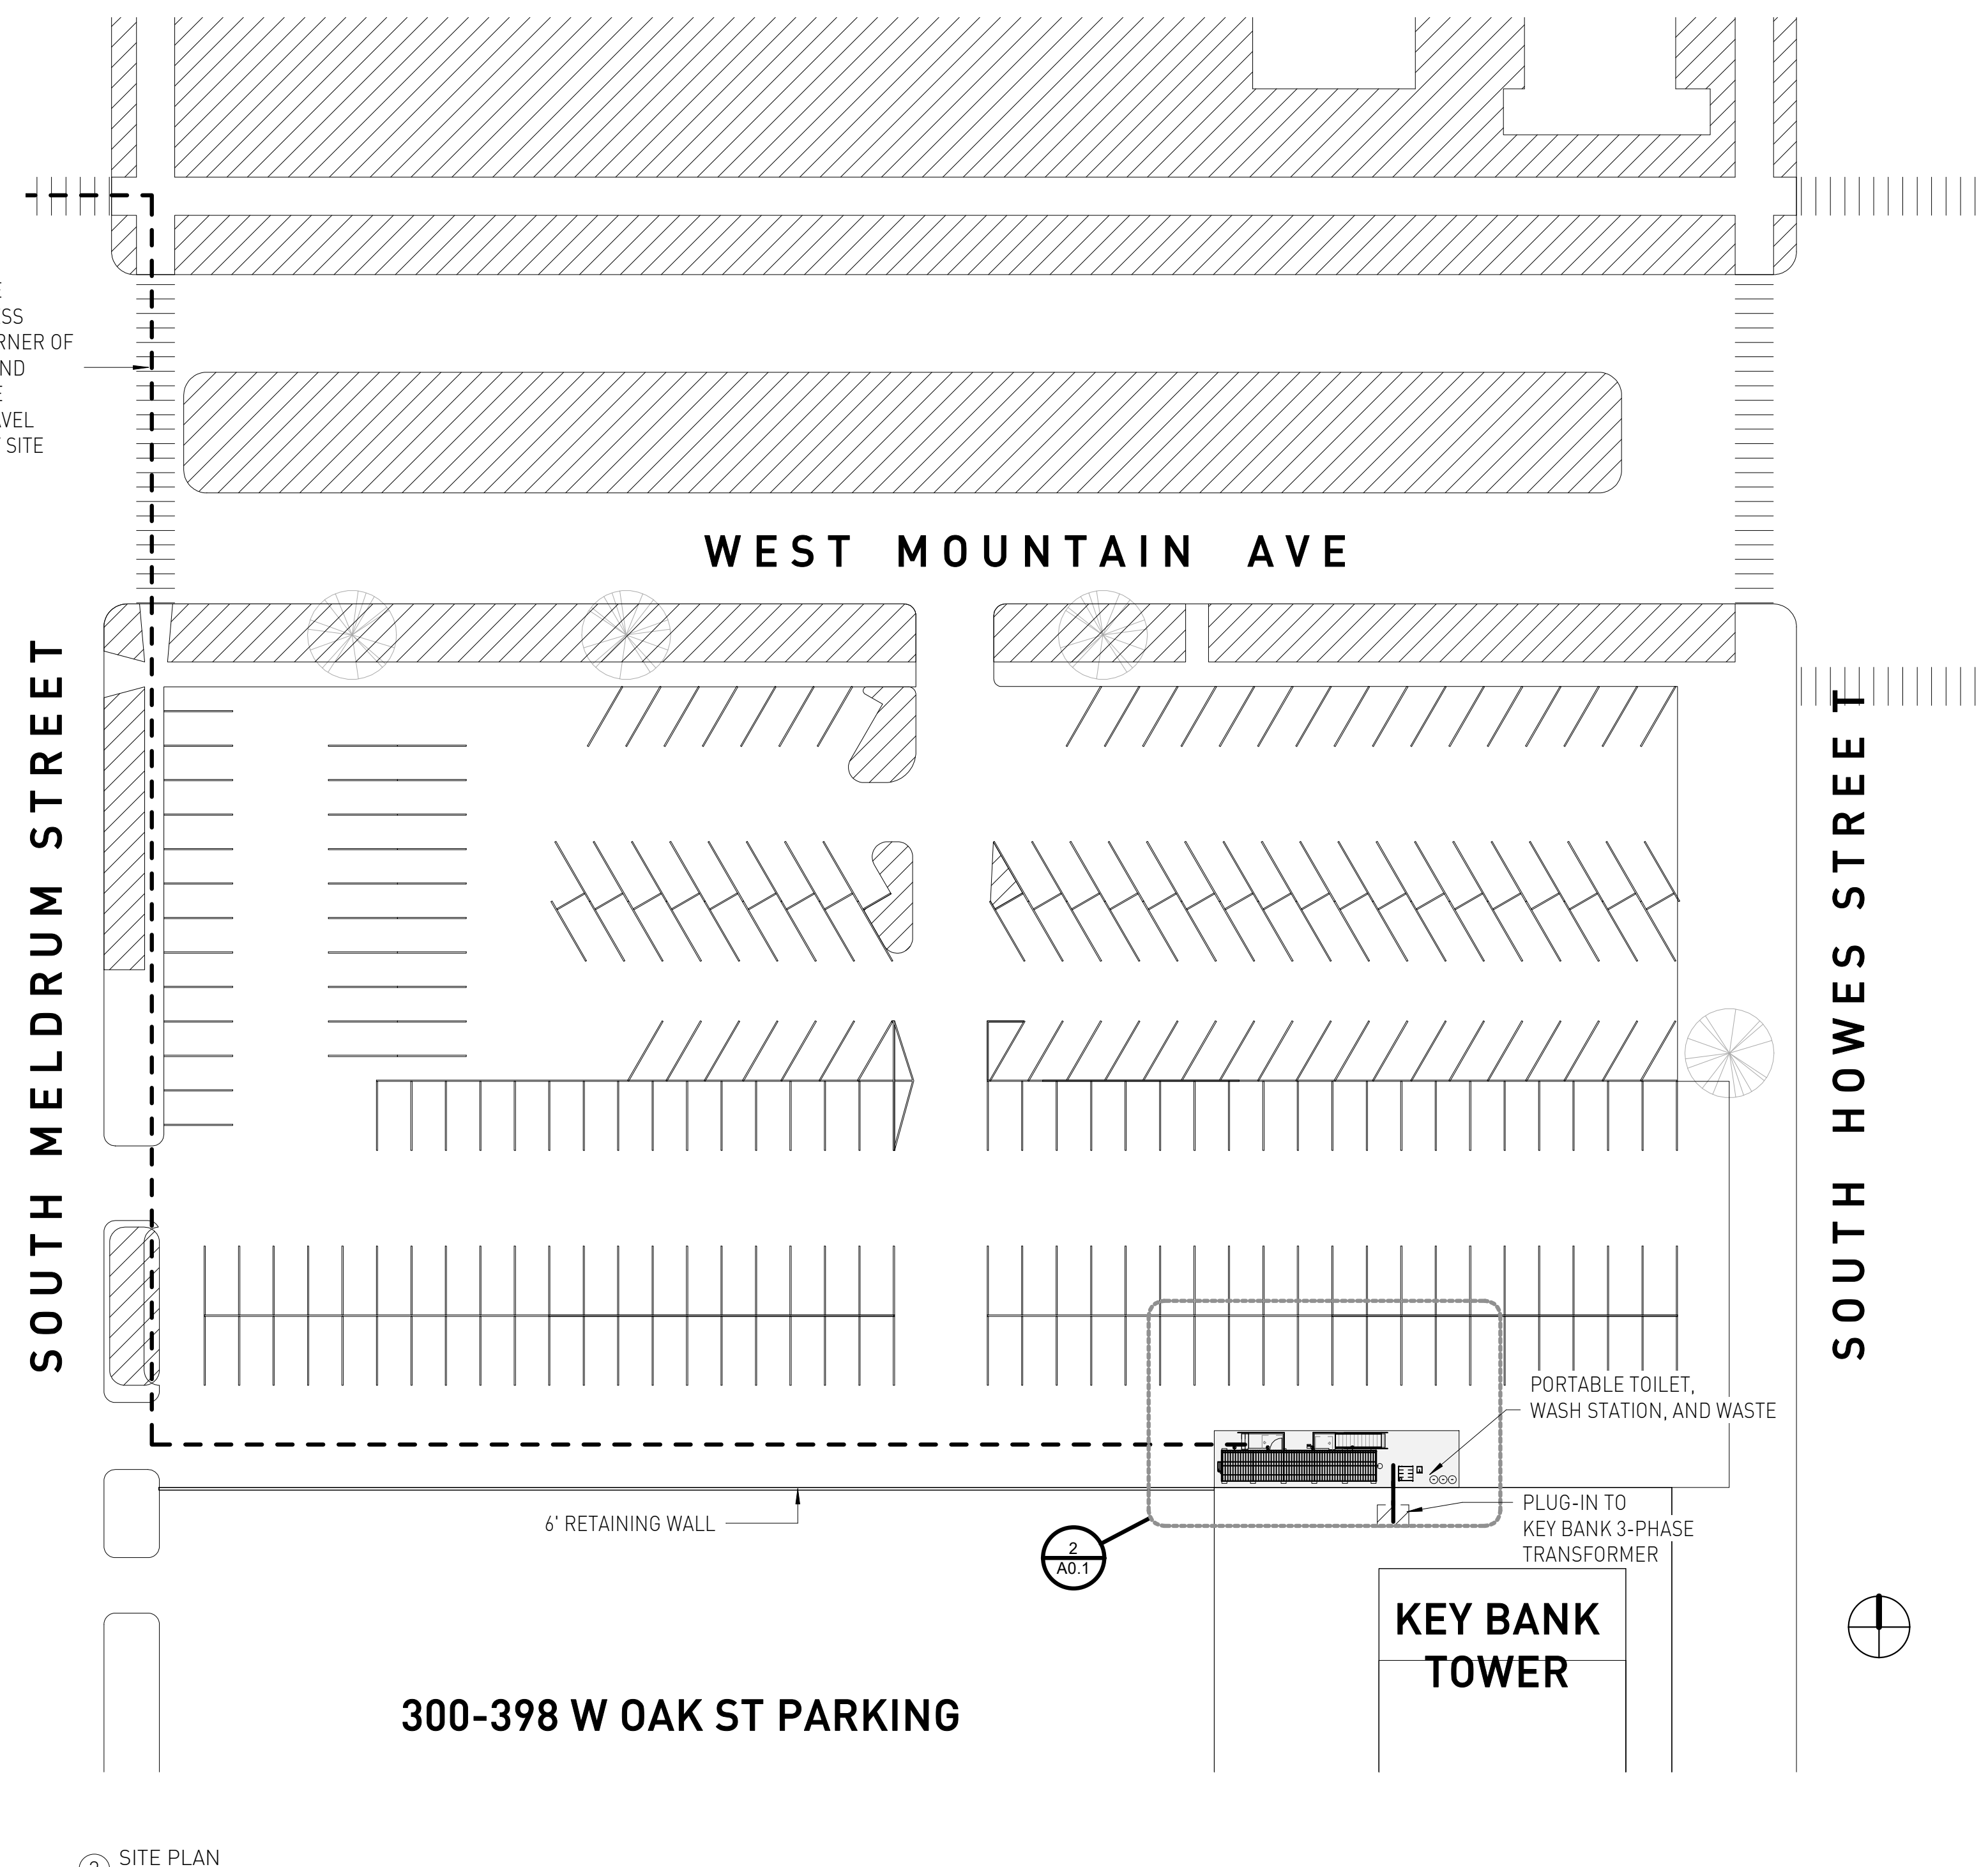 RNER OF
ND
SITE
WEST MOUNTAIN AVE
SOUTH MELDRUM STREET
SOUTH HOWES STREET
PORTABLE TOILET,
WASH STATION, AND WASTE
PLUG-IN TO
KEY BANK 3-PHASE
TRANSFORMER
6' RETAINING WALL
2
A0.1
KEY BANK
TOWER
300-398 W OAK ST PARKING
SITE PLAN